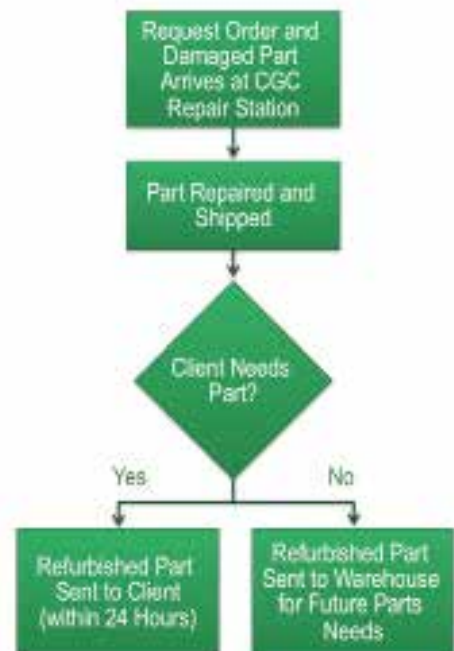 Request Order and
Damaged Part
Arrives at CGC
Repair Station
Part Repaired and
Shipped
Client Needs
Part?
Yes
No
Refurbished Part
Sent to Client
(within 24 Hours)
Refurbished Part
Sent to Warehouse
for Future Parts
Needs